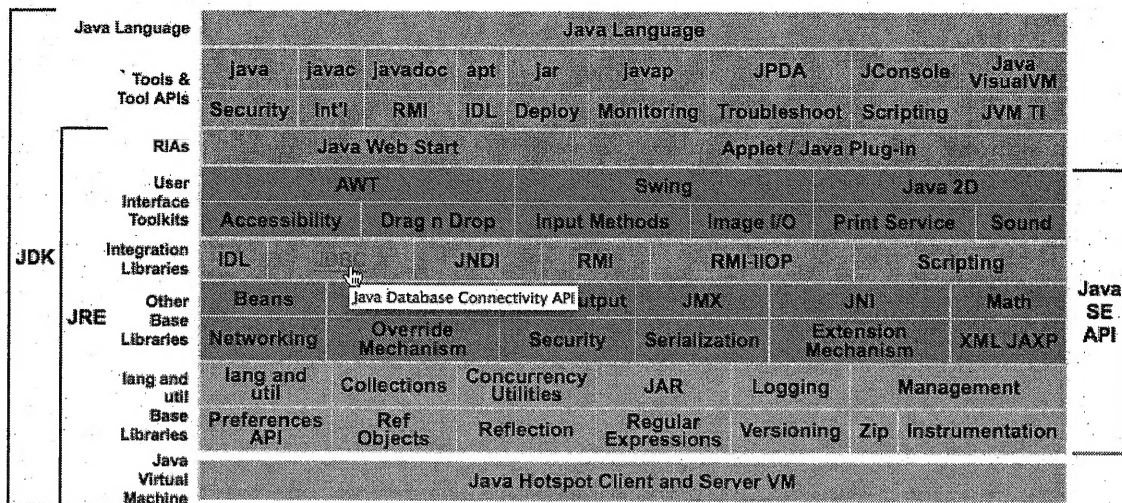 Java Language Java Language
Tools & Tool APIs java javac javadoc apt jar javap JPDA JConsole Java VisualVM
Security Int'l RMI IDL Deploy Monitoring Troubleshoot Scripting JVM TI
RIAs Java Web Start Applet / Java Plug-in
User Interface Toolkits AWT Swing Java 2D
Accessibility Drag n Drop Input Methods Image I/O Print Service Sound
JDK
Integration Libraries IDL JDBC JNDI RMI RMI-IIOP Scripting
Java Database Connectivity API
JRE
Other Base Libraries Beans utput JMX JNI Math
Networking Override Mechanism Security Serialization Extension Mechanism XML JAXP
Java SE API
lang and util Base Libraries lang and util Collections Concurrency Utilities JAR Logging Management
Preferences API Ref Objects Reflection Regular Expressions Versioning Zip Instrumentation
Java Virtual Machine Java Hotspot Client and Server VM